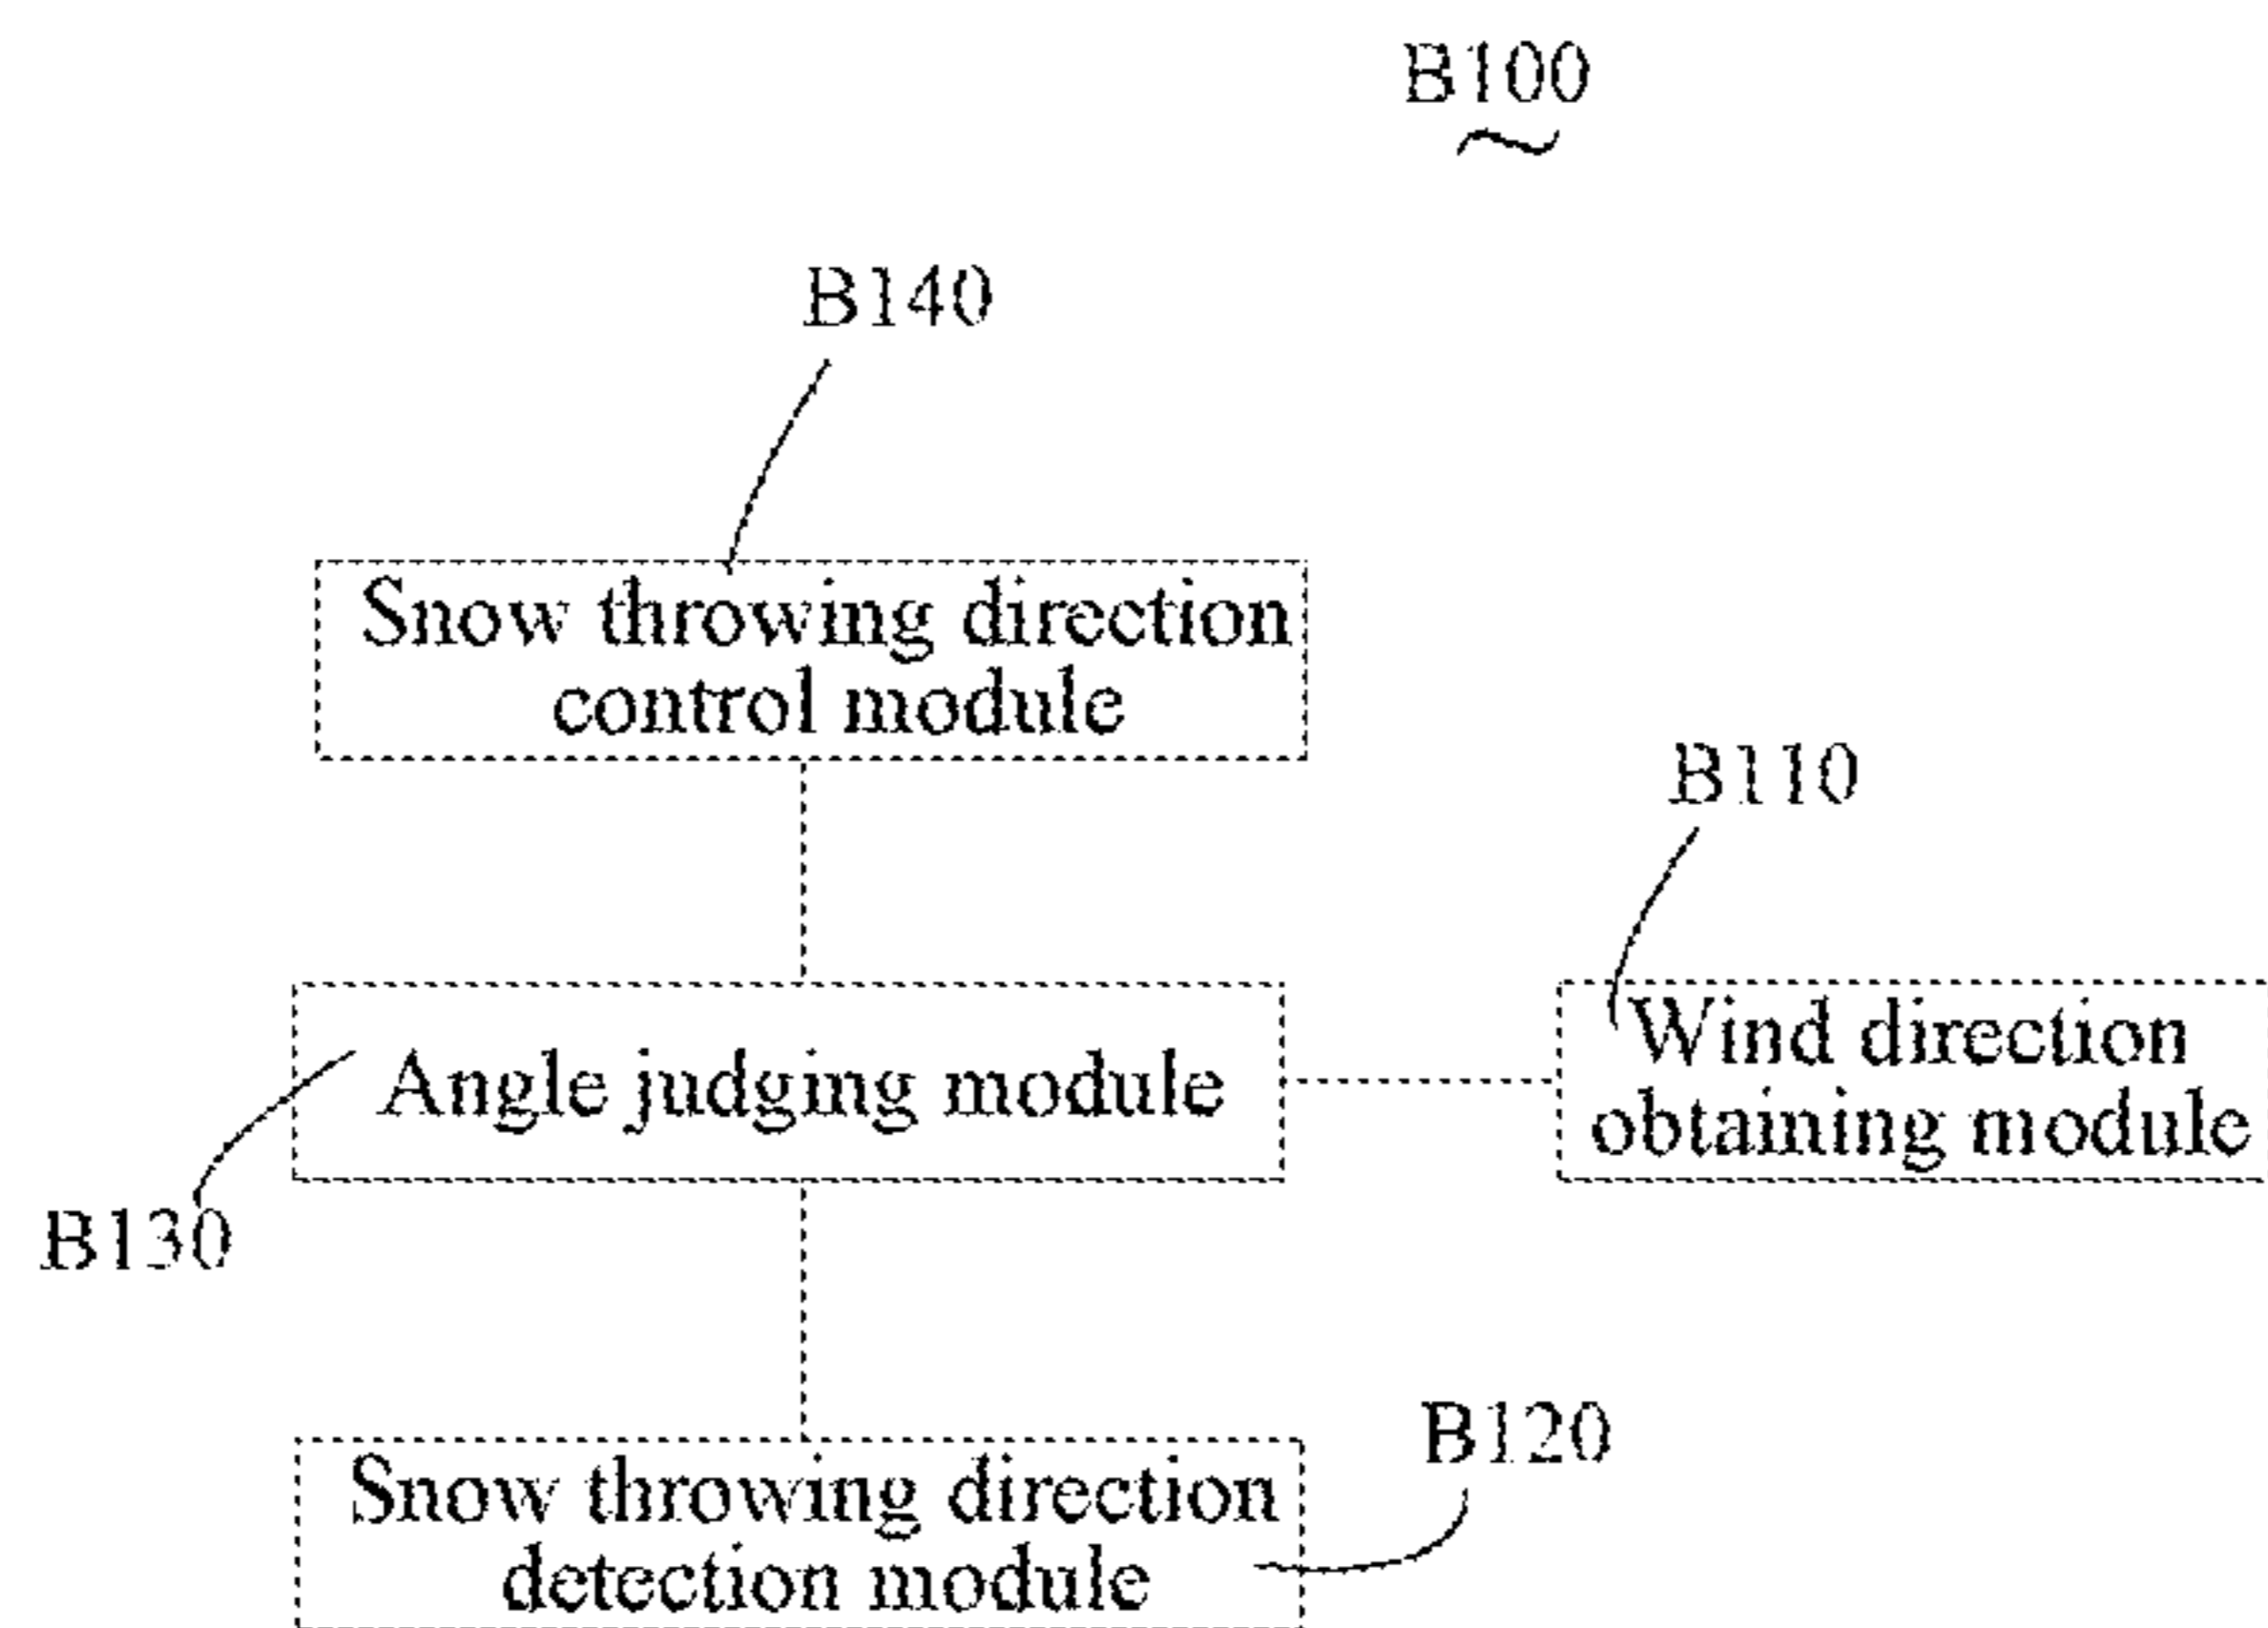 B100
B140
Snow throwing direction
control module
B110
Angle judging module
Wind direction
obtaining module
B130
B120
Snow throwing direction
detection module